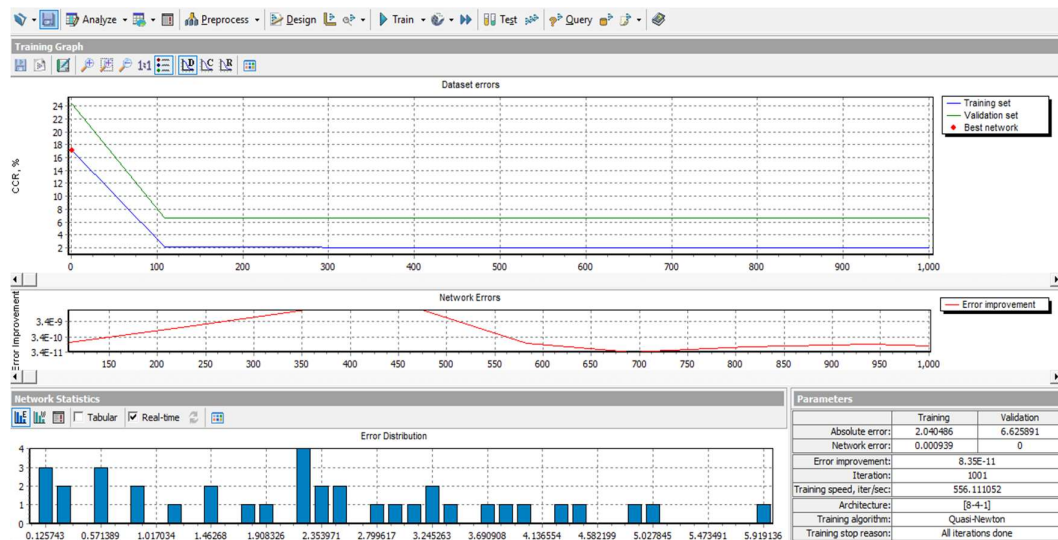 Analyze Preprocess Design Train Test Query
Training Graph
1:1 D C R
Dataset errors
CCR, %
24
22
20
18
16
14
12
10
8
6
4
2
0 100 200 300 400 500 600 700 800 900 1,000
Training set
Validation set
Best network
Network Errors
Error Improvement
3.4E-9
3.4E-10
3.4E-11
150 200 250 300 350 400 450 500 550 600 650 700 750 800 850 900 950 1,000
Error improvement
Network Statistics
Tabular Real-time
Error Distribution
4
3
2
1
0
0.125743 0.571389 1.017034 1.46268 1.908326 2.353971 2.799617 3.245263 3.690908 4.136554 4.582199 5.027845 5.473491 5.919136
Parameters
Training Validation
Absolute error: 2.040486 6.625891
Network error: 0.000939 0
Error improvement: 8.35E-11
Iteration: 1001
Training speed, iter/sec: 556.111052
Architecture: [8-4-1]
Training algorithm: Quasi-Newton
Training stop reason: All iterations done